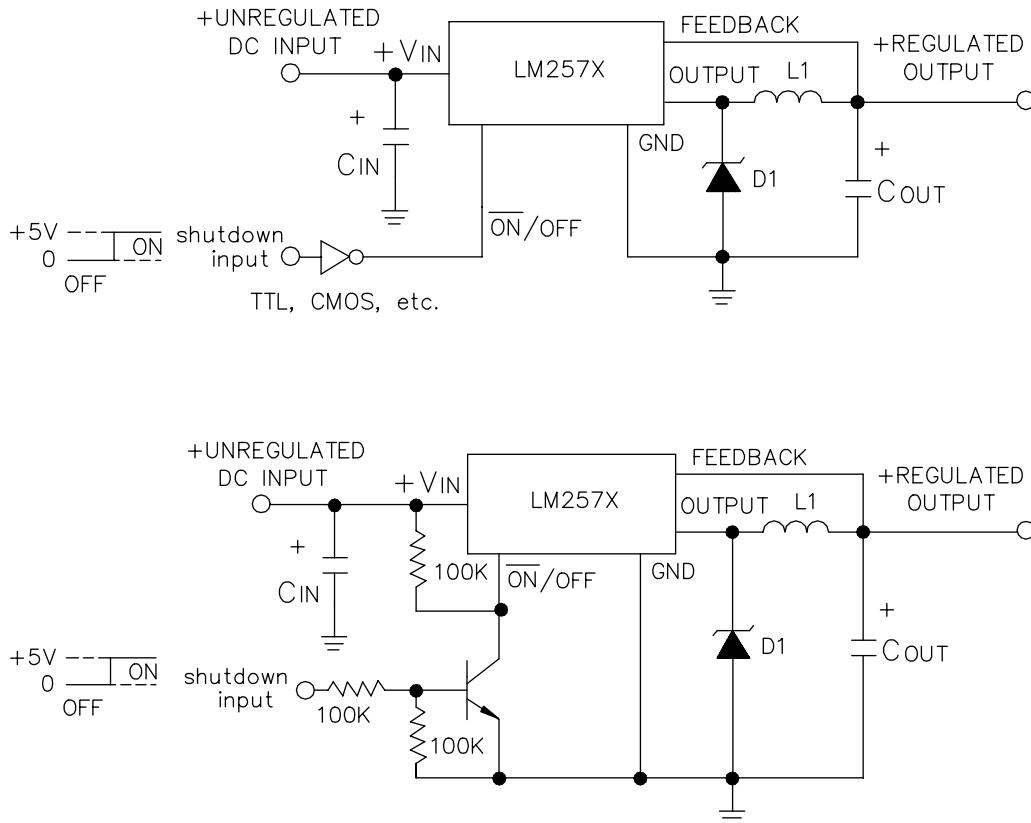 +UNREGULATED
DC INPUT
+VIN
LM257X
FEEDBACK
OUTPUT
L1
+REGULATED
OUTPUT
+
CIN
GND
D1
+
COUT
ON/OFF
+5V
0
ON
OFF
shutdown
input
TTL, CMOS, etc.
+UNREGULATED
DC INPUT
+VIN
LM257X
FEEDBACK
OUTPUT
L1
+REGULATED
OUTPUT
+
CIN
100K
ON/OFF
GND
D1
+
COUT
+5V
0
ON
OFF
shutdown
input
100K
100K